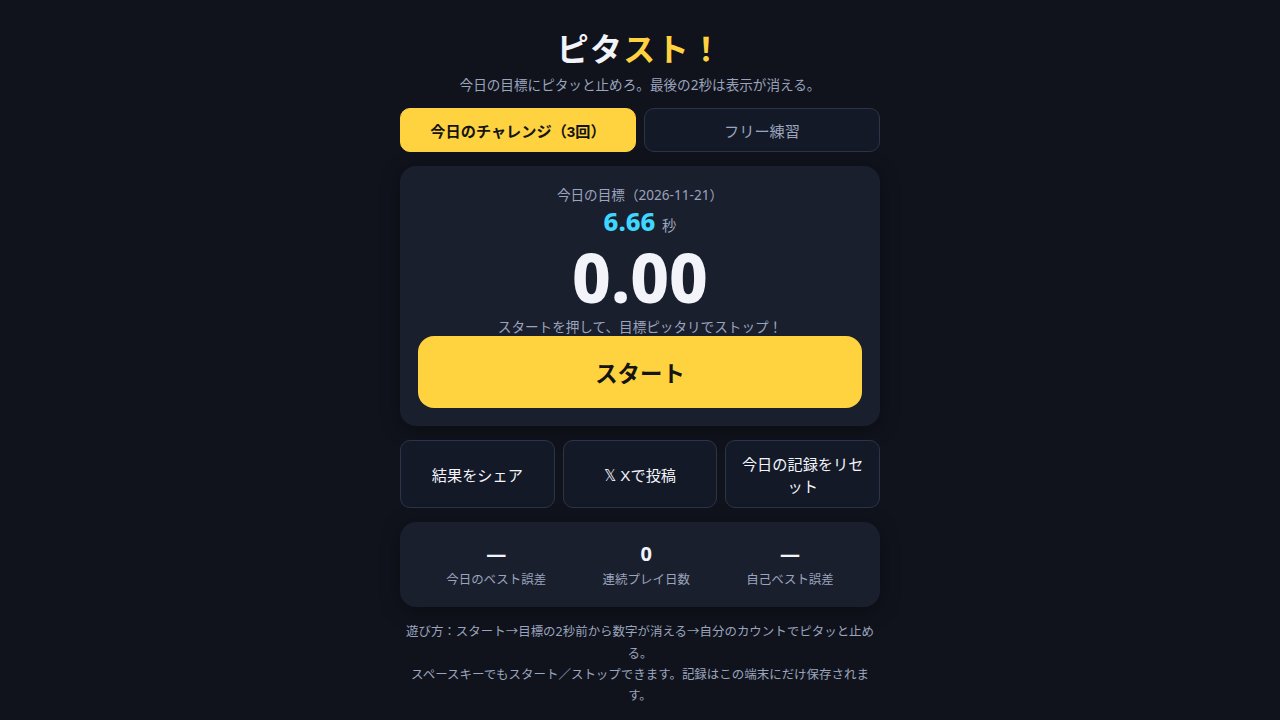 ピタスト！
今日の目標にピタッと止めろ。最後の2秒は表示が消える。
今日のチャレンジ（3回）
フリー練習
今日の目標（2026-11-21）
6.66 秒
0.00
スタートを押して、目標ピッタリでストップ！
スタート
結果をシェア
𝕏 Xで投稿
今日の記録をリセ
ット
—
今日のベスト誤差
0
連続プレイ日数
—
自己ベスト誤差
遊び方：スタート→目標の2秒前から数字が消える→自分のカウントでピタッと止め
る。
スペースキーでもスタート／ストップできます。記録はこの端末にだけ保存されま
す。